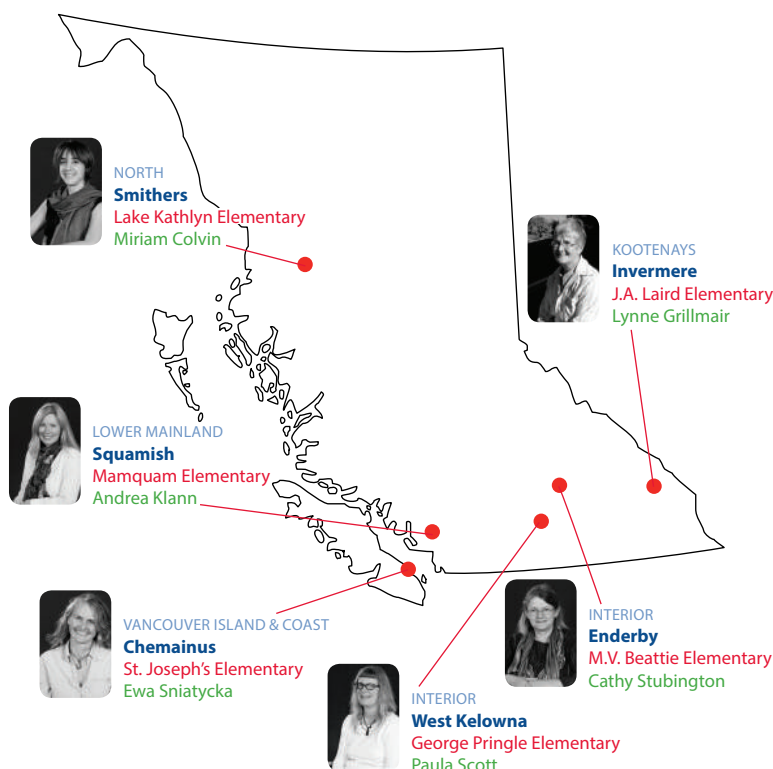 NORTH
Smithers
Lake Kathlyn Elementary
Miriam Colvin
KOOTENAYS
Invermere
J.A. Laird Elementary
Lynne Grillmair
LOWER MAINLAND
Squamish
Mamquam Elementary
Andrea Klann
VANCOUVER ISLAND & COAST
Chemainus
St. Joseph's Elementary
Ewa Sniatycka
INTERIOR
Enderby
M.V. Beattie Elementary
Cathy Stubington
INTERIOR
West Kelowna
George Pringle Elementary
Paula Scott